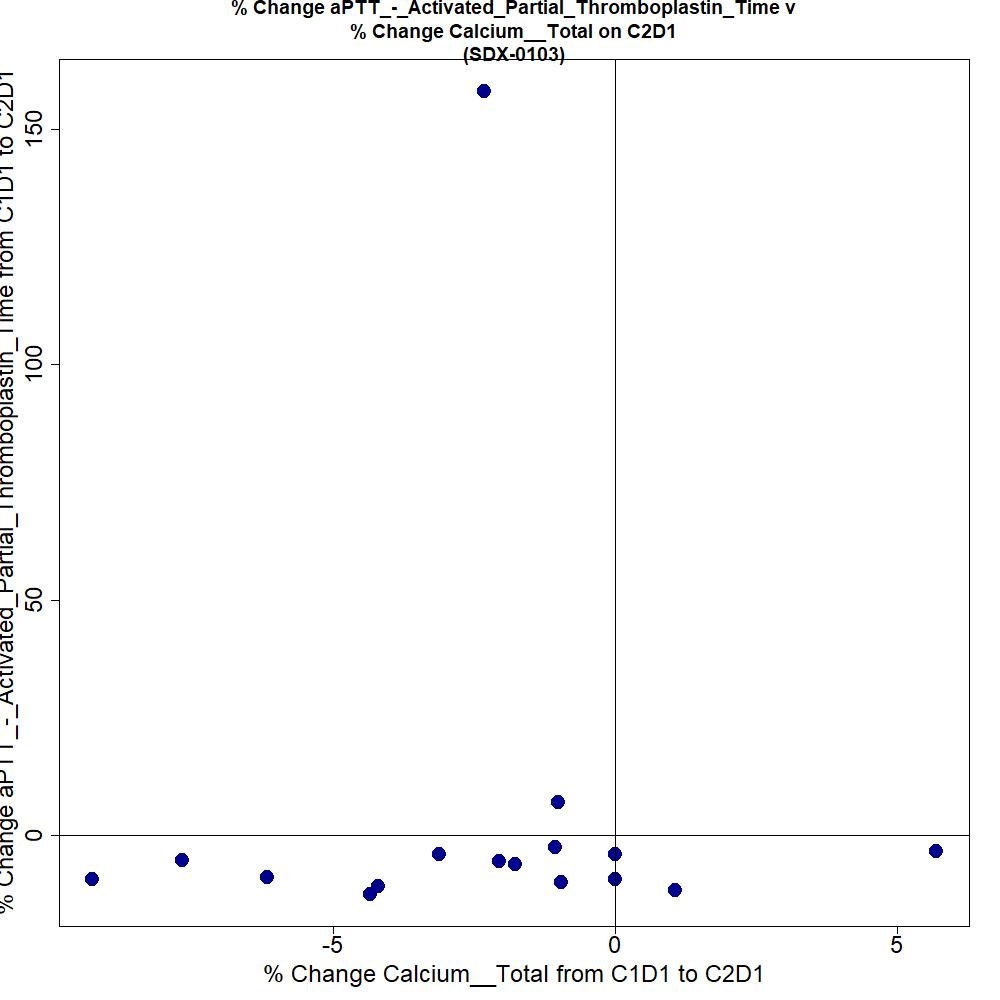 % Change aPTT_-_Activated_Partial_Thromboplastin_Time v
% Change Calcium__Total on C2D1
(SDX-0103)
% Change aPTT_-_Activated_Partial_Thromboplastin_Time from C1D1 to C2D1
150
100
50
0
-5
0
5
% Change Calcium__Total from C1D1 to C2D1